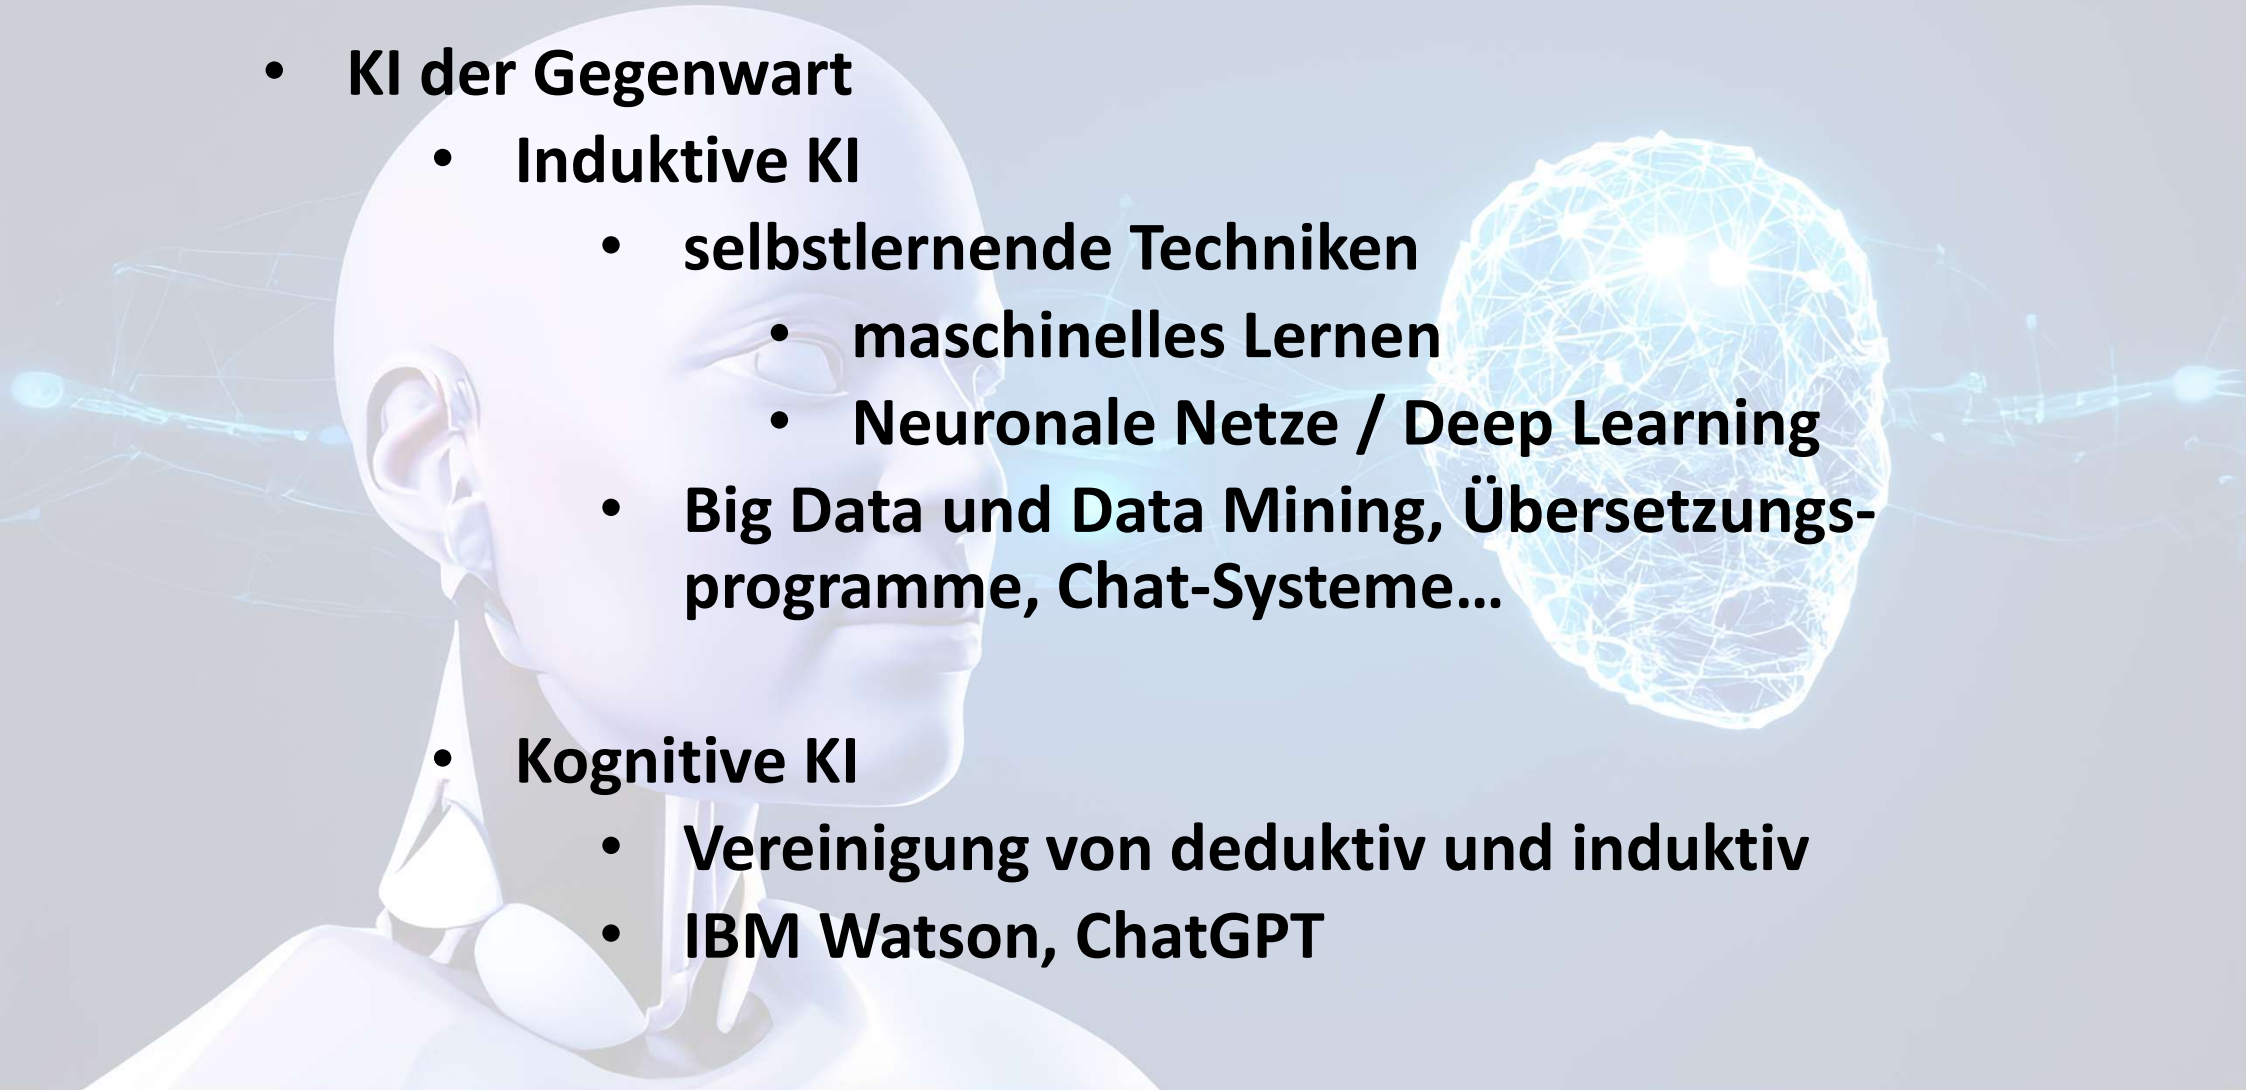 • KI der Gegenwart
• Induktive KI
• selbstlernende Techniken
• maschinelles Lernen
• Neuronale Netze / Deep Learning
• Big Data und Data Mining, Übersetzungs-
programme, Chat-Systeme…
• Kognitive KI
• Vereinigung von deduktiv und induktiv
• IBM Watson, ChatGPT